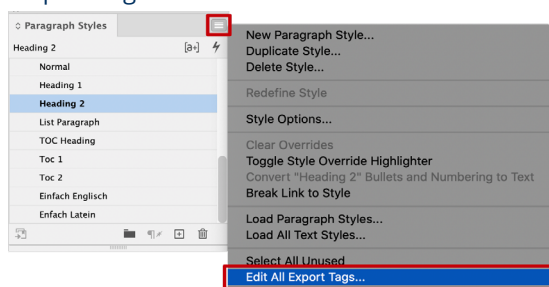 Paragraph Styles
Heading 2
[a+]
Normal
Heading 1
Heading 2
List Paragraph
TOC Heading
Toc 1
Toc 2
Einfach Englisch
Enfach Latein
New Paragraph Style...
Duplicate Style...
Delete Style...
Redefine Style
Style Options...
Clear Overrides
Toggle Style Override Highlighter
Convert "Heading 2" Bullets and Numbering to Text
Break Link to Style
Load Paragraph Styles...
Load All Text Styles...
Select All Unused
Edit All Export Tags...